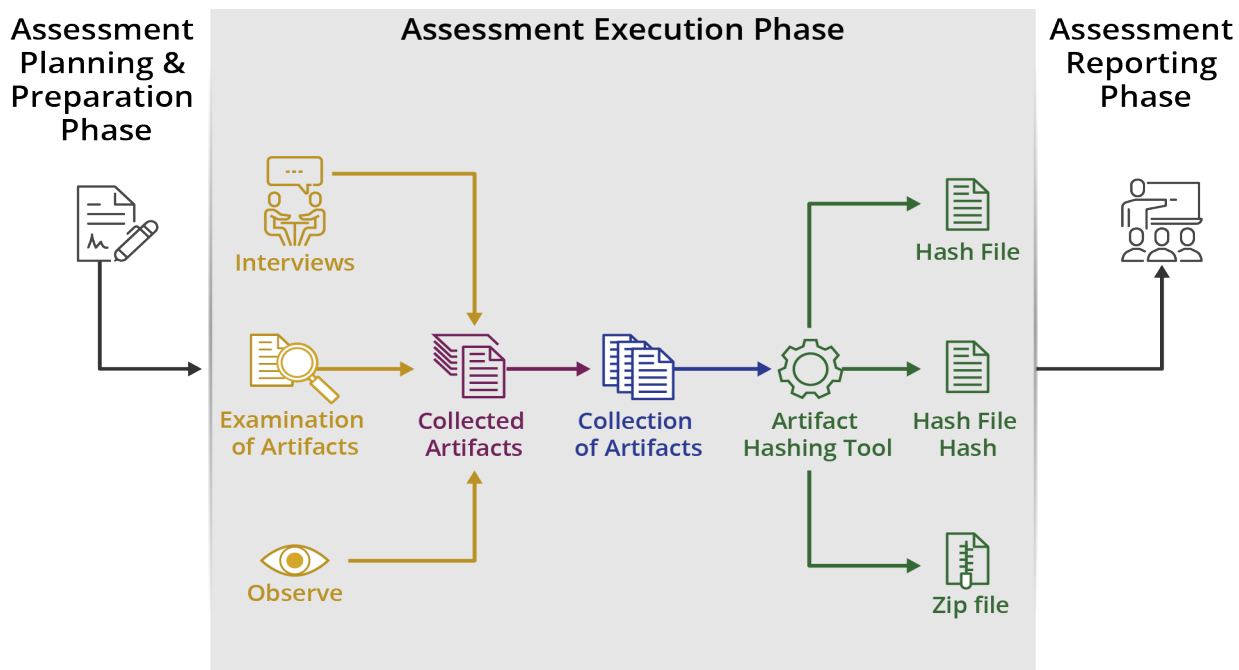 Assessment
Planning &
Preparation
Phase
Assessment Execution Phase
Assessment
Reporting
Phase
Interviews
Hash File
Examination
of Artifacts
Collected
Artifacts
Collection
of Artifacts
Artifact
Hashing Tool
Hash File
Hash
Observe
Zip file